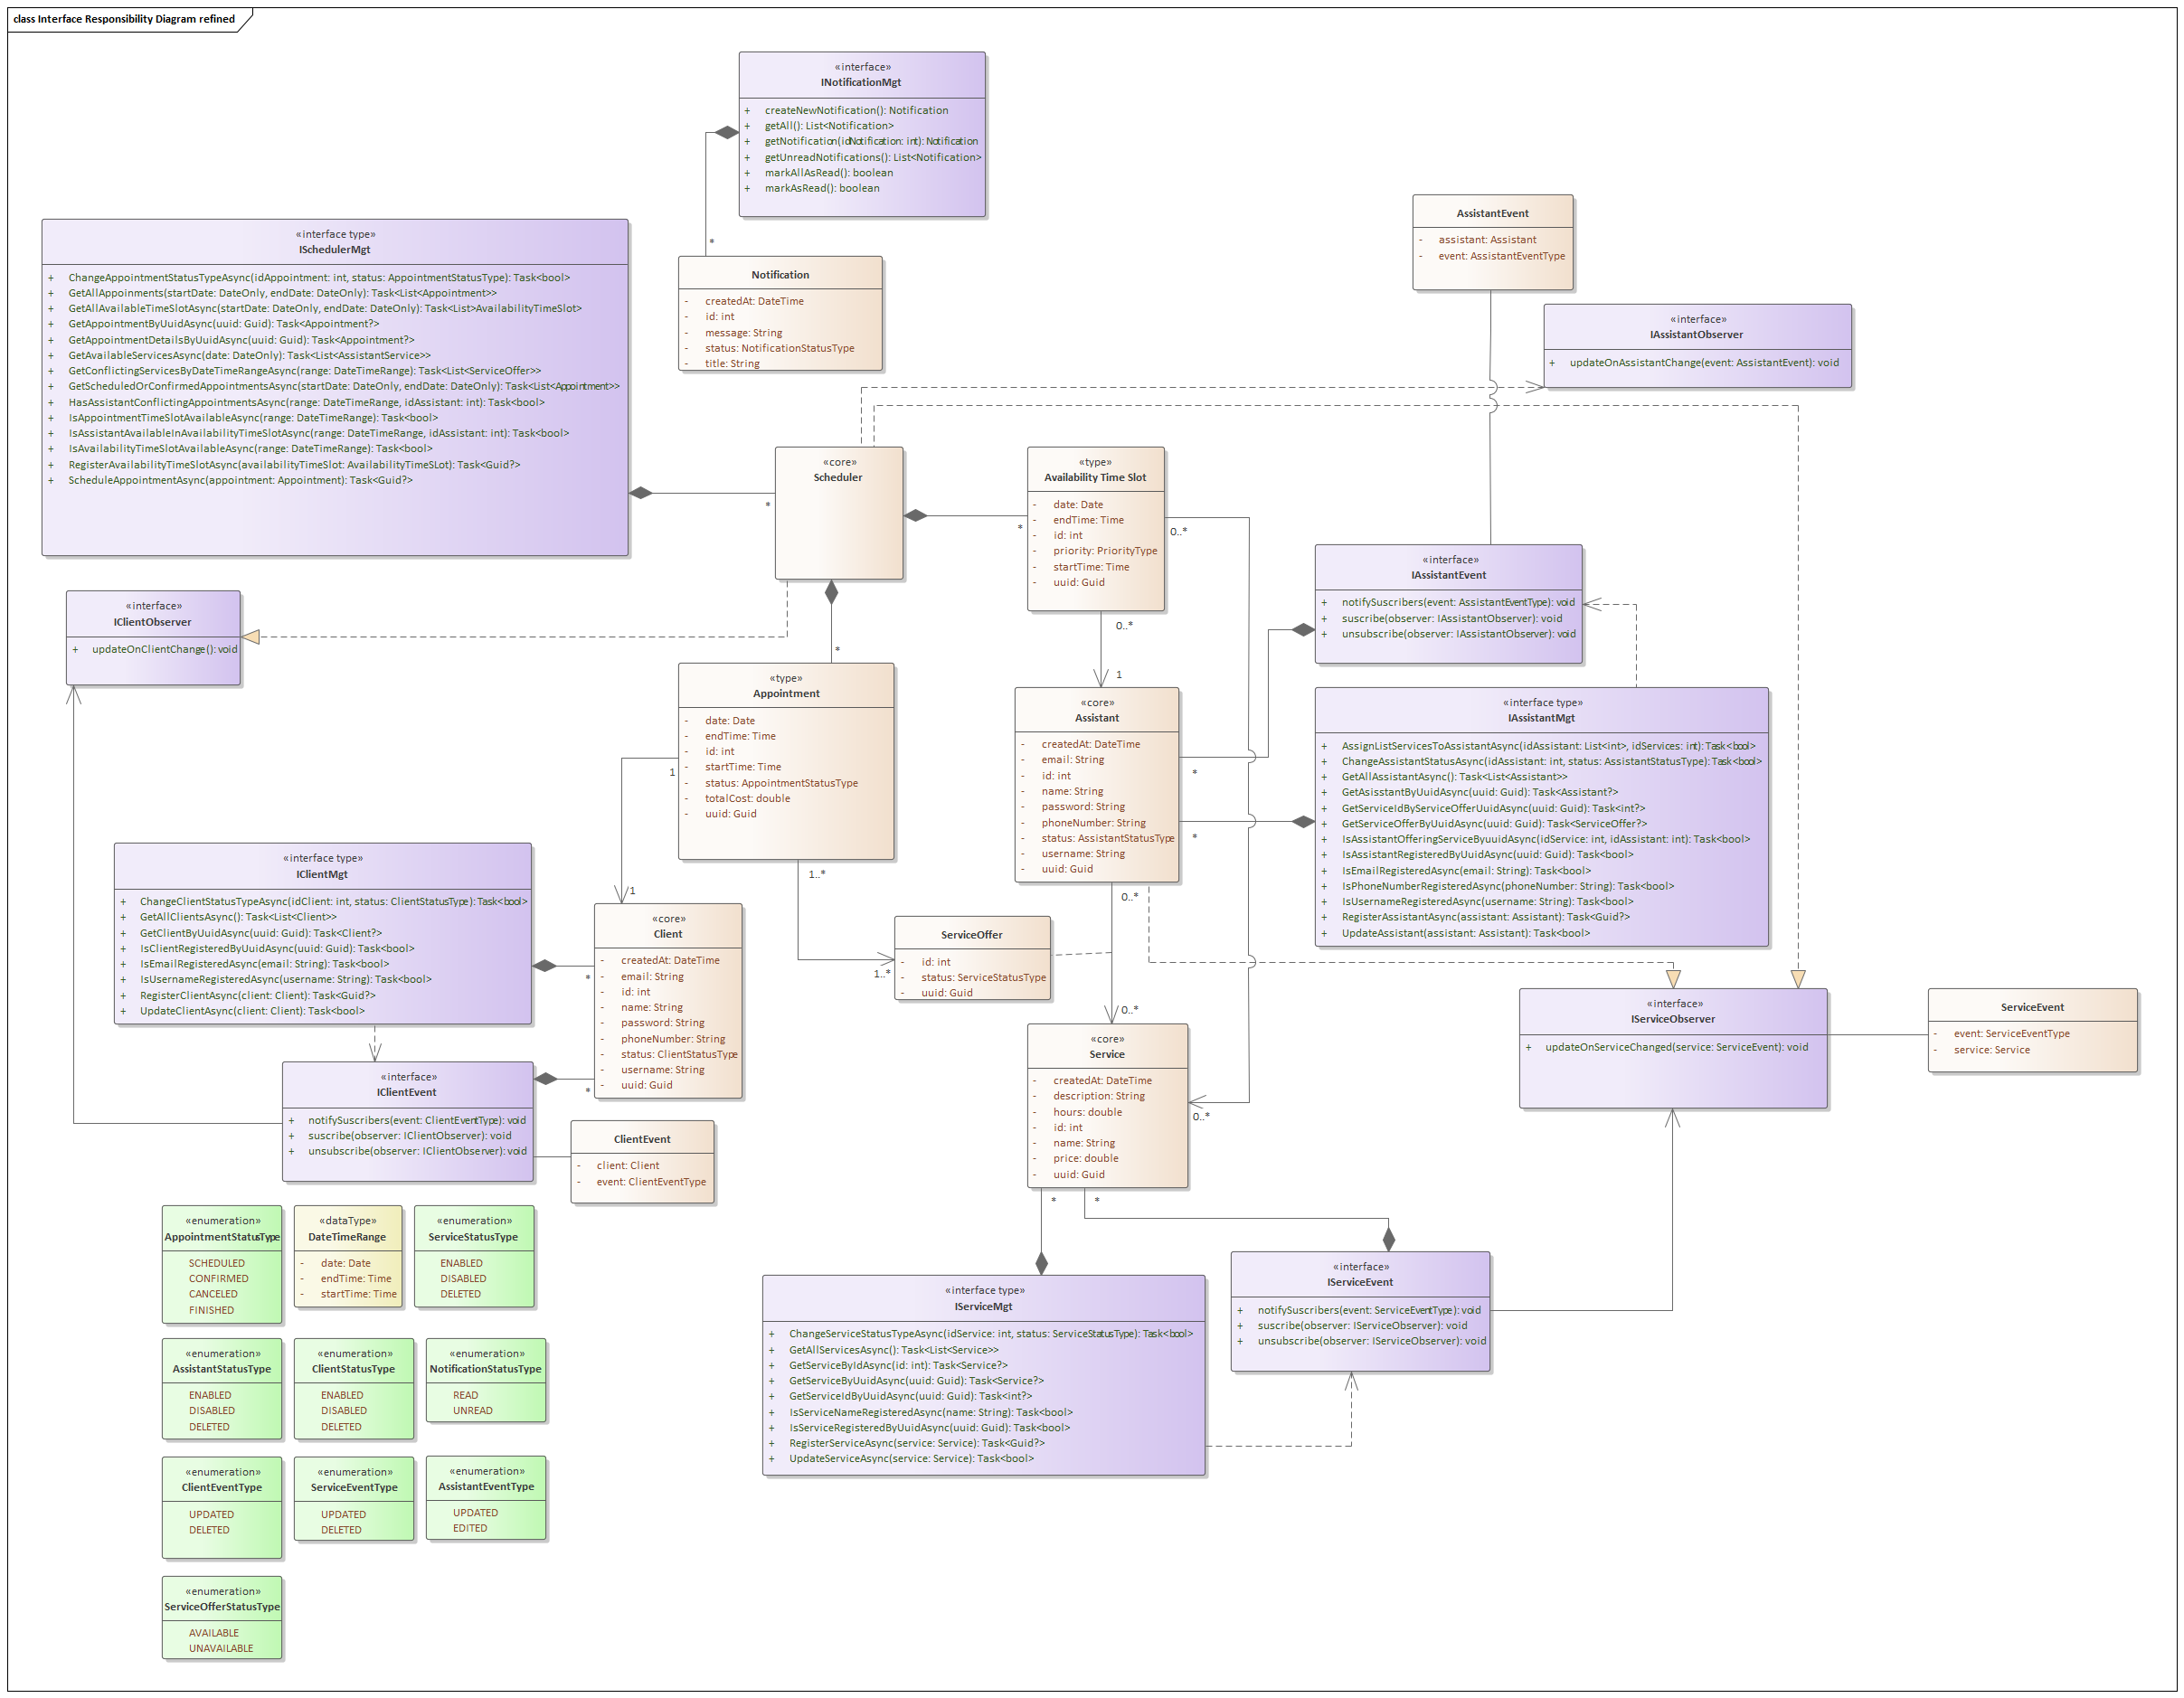 class Interface Responsibility Diagram refined
«interface»
INotificationMgt
+ createNewNotification(): Notification
+ getAll(): List<Notification>
+ getNotification(idNotification: int): Notification
+ getUnreadNotifications(): List<Notification>
+ markAllAsRead(): boolean
+ markAsRead(): boolean
*
Notification
- createdAt: DateTime
- id: int
- message: String
- status: NotificationStatusType
- title: String
AssistantEvent
- assistant: Assistant
- event: AssistantEventType
«interface type»
ISchedulerMgt
+ ChangeAppointmentStatusTypeAsync(idAppointment: int, status: AppointmentStatusType): Task<bool>
+ GetAllAppoinments(startDate: DateOnly, endDate: DateOnly): Task<List<Appointment>>
+ GetAllAvailableTimeSlotAsync(startDate: DateOnly, endDate: DateOnly): Task<List>AvailabilityTimeSlot>
+ GetAppointmentByUuidAsync(uuid: Guid): Task<Appointment?>
+ GetAppointmentDetailsByUuidAsync(uuid: Guid): Task<Appointment?>
+ GetAvailableServicesAsync(date: DateOnly): Task<List<AssistantService>>
+ GetConflictingServicesByDateTimeRangeAsync(range: DateTimeRange): Task<List<ServiceOffer>>
+ GetScheduledOrConfirmedAppointmentsAsync(startDate: DateOnly, endDate: DateOnly): Task<List<Appointment>>
+ HasAssistantConflictingAppointmentsAsync(range: DateTimeRange, idAssistant: int): Task<bool>
+ IsAppointmentTimeSlotAvailableAsync(range: DateTimeRange): Task<bool>
+ IsAssistantAvailableInAvailabilityTimeSlotAsync(range: DateTimeRange, idAssistant: int): Task<bool>
+ IsAvailabilityTimeSlotAvailableAsync(range: DateTimeRange): Task<bool>
+ RegisterAvailabilityTimeSlotAsync(availabilityTimeSlot: AvailabilityTimeSLot): Task<Guid?>
+ ScheduleAppointmentAsync(appointment: Appointment): Task<Guid?>
«interface»
IAssistantObserver
+ updateOnAssistantChange(event: AssistantEvent): void
«core»
Scheduler
*
*
*
«type»
Availability Time Slot
- date: Date
- endTime: Time
- id: int
- priority: PriorityType
- startTime: Time
- uuid: Guid
0..*
0..*
1
«interface»
IAssistantEvent
+ notifySuscribers(event: AssistantEventType): void
+ suscribe(observer: IAssistantObserver): void
+ unsubscribe(observer: IAssistantObserver): void
«interface»
IClientObserver
+ updateOnClientChange(): void
«type»
Appointment
- date: Date
- endTime: Time
- id: int
- startTime: Time
- status: AppointmentStatusType
- totalCost: double
- uuid: Guid
1
1
1..*
1..*
«core»
Assistant
- createdAt: DateTime
- email: String
- id: int
- name: String
- password: String
- phoneNumber: String
- status: AssistantStatusType
- username: String
- uuid: Guid
*
*
0..*
0..*
«interface type»
IAssistantMgt
+ AssignListServicesToAssistantAsync(idAssistant: List<int>, idServices: int): Task<bool>
+ ChangeAssistantStatusAsync(idAssistant: int, status: AssistantStatusType): Task<bool>
+ GetAllAssistantAsync(): Task<List<Assistant>>
+ GetAsisstantByUuidAsync(uuid: Guid): Task<Assistant?>
+ GetServiceIdByServiceOfferUuidAsync(uuid: Guid): Task<int?>
+ GetServiceOfferByUuidAsync(uuid: Guid): Task<ServiceOffer?>
+ IsAssistantOfferingServiceByuuidAsync(idService: int, idAssistant: int): Task<bool>
+ IsAssistantRegisteredByUuidAsync(uuid: Guid): Task<bool>
+ IsEmailRegisteredAsync(email: String): Task<bool>
+ IsPhoneNumberRegisteredAsync(phoneNumber: String): Task<bool>
+ IsUsernameRegisteredAsync(username: String): Task<bool>
+ RegisterAssistantAsync(assistant: Assistant): Task<Guid?>
+ UpdateAssistant(assistant: Assistant): Task<bool>
«interface type»
IClientMgt
+ ChangeClientStatusTypeAsync(idClient: int, status: ClientStatusType): Task<bool>
+ GetAllClientsAsync(): Task<List<Client>>
+ GetClientByUuidAsync(uuid: Guid): Task<Client?>
+ IsClientRegisteredByUuidAsync(uuid: Guid): Task<bool>
+ IsEmailRegisteredAsync(email: String): Task<bool>
+ IsUsernameRegisteredAsync(username: String): Task<bool>
+ RegisterClientAsync(client: Client): Task<Guid?>
+ UpdateClientAsync(client: Client): Task<bool>
*
*
«core»
Client
- createdAt: DateTime
- email: String
- id: int
- name: String
- password: String
- phoneNumber: String
- status: ClientStatusType
- username: String
- uuid: Guid
ServiceOffer
- id: int
- status: ServiceStatusType
- uuid: Guid
«interface»
IServiceObserver
+ updateOnServiceChanged(service: ServiceEvent): void
ServiceEvent
- event: ServiceEventType
- service: Service
«core»
Service
- createdAt: DateTime
- description: String
- hours: double
- id: int
- name: String
- price: double
- uuid: Guid
0..*
*
*
«interface»
IClientEvent
+ notifySuscribers(event: ClientEventType): void
+ suscribe(observer: IClientObserver): void
+ unsubscribe(observer: IClientObserver): void
ClientEvent
- client: Client
- event: ClientEventType
«enumeration»
AppointmentStatusType
SCHEDULED
CONFIRMED
CANCELED
FINISHED
«dataType»
DateTimeRange
- date: Date
- endTime: Time
- startTime: Time
«enumeration»
ServiceStatusType
ENABLED
DISABLED
DELETED
«interface»
IServiceEvent
+ notifySuscribers(event: ServiceEventType): void
+ suscribe(observer: IServiceObserver): void
+ unsubscribe(observer: IServiceObserver): void
«interface type»
IServiceMgt
+ ChangeServiceStatusTypeAsync(idService: int, status: ServiceStatusType): Task<bool>
+ GetAllServicesAsync(): Task<List<Service>>
+ GetServiceByIdAsync(id: int): Task<Service?>
+ GetServiceByUuidAsync(uuid: Guid): Task<Service?>
+ GetServiceIdByUuidAsync(uuid: Guid): Task<int?>
+ IsServiceNameRegisteredAsync(name: String): Task<bool>
+ IsServiceRegisteredByUuidAsync(uuid: Guid): Task<bool>
+ RegisterServiceAsync(service: Service): Task<Guid?>
+ UpdateServiceAsync(service: Service): Task<bool>
«enumeration»
AssistantStatusType
ENABLED
DISABLED
DELETED
«enumeration»
ClientStatusType
ENABLED
DISABLED
DELETED
«enumeration»
NotificationStatusType
READ
UNREAD
«enumeration»
ClientEventType
UPDATED
DELETED
«enumeration»
ServiceEventType
UPDATED
DELETED
«enumeration»
AssistantEventType
UPDATED
EDITED
«enumeration»
ServiceOfferStatusType
AVAILABLE
UNAVAILABLE